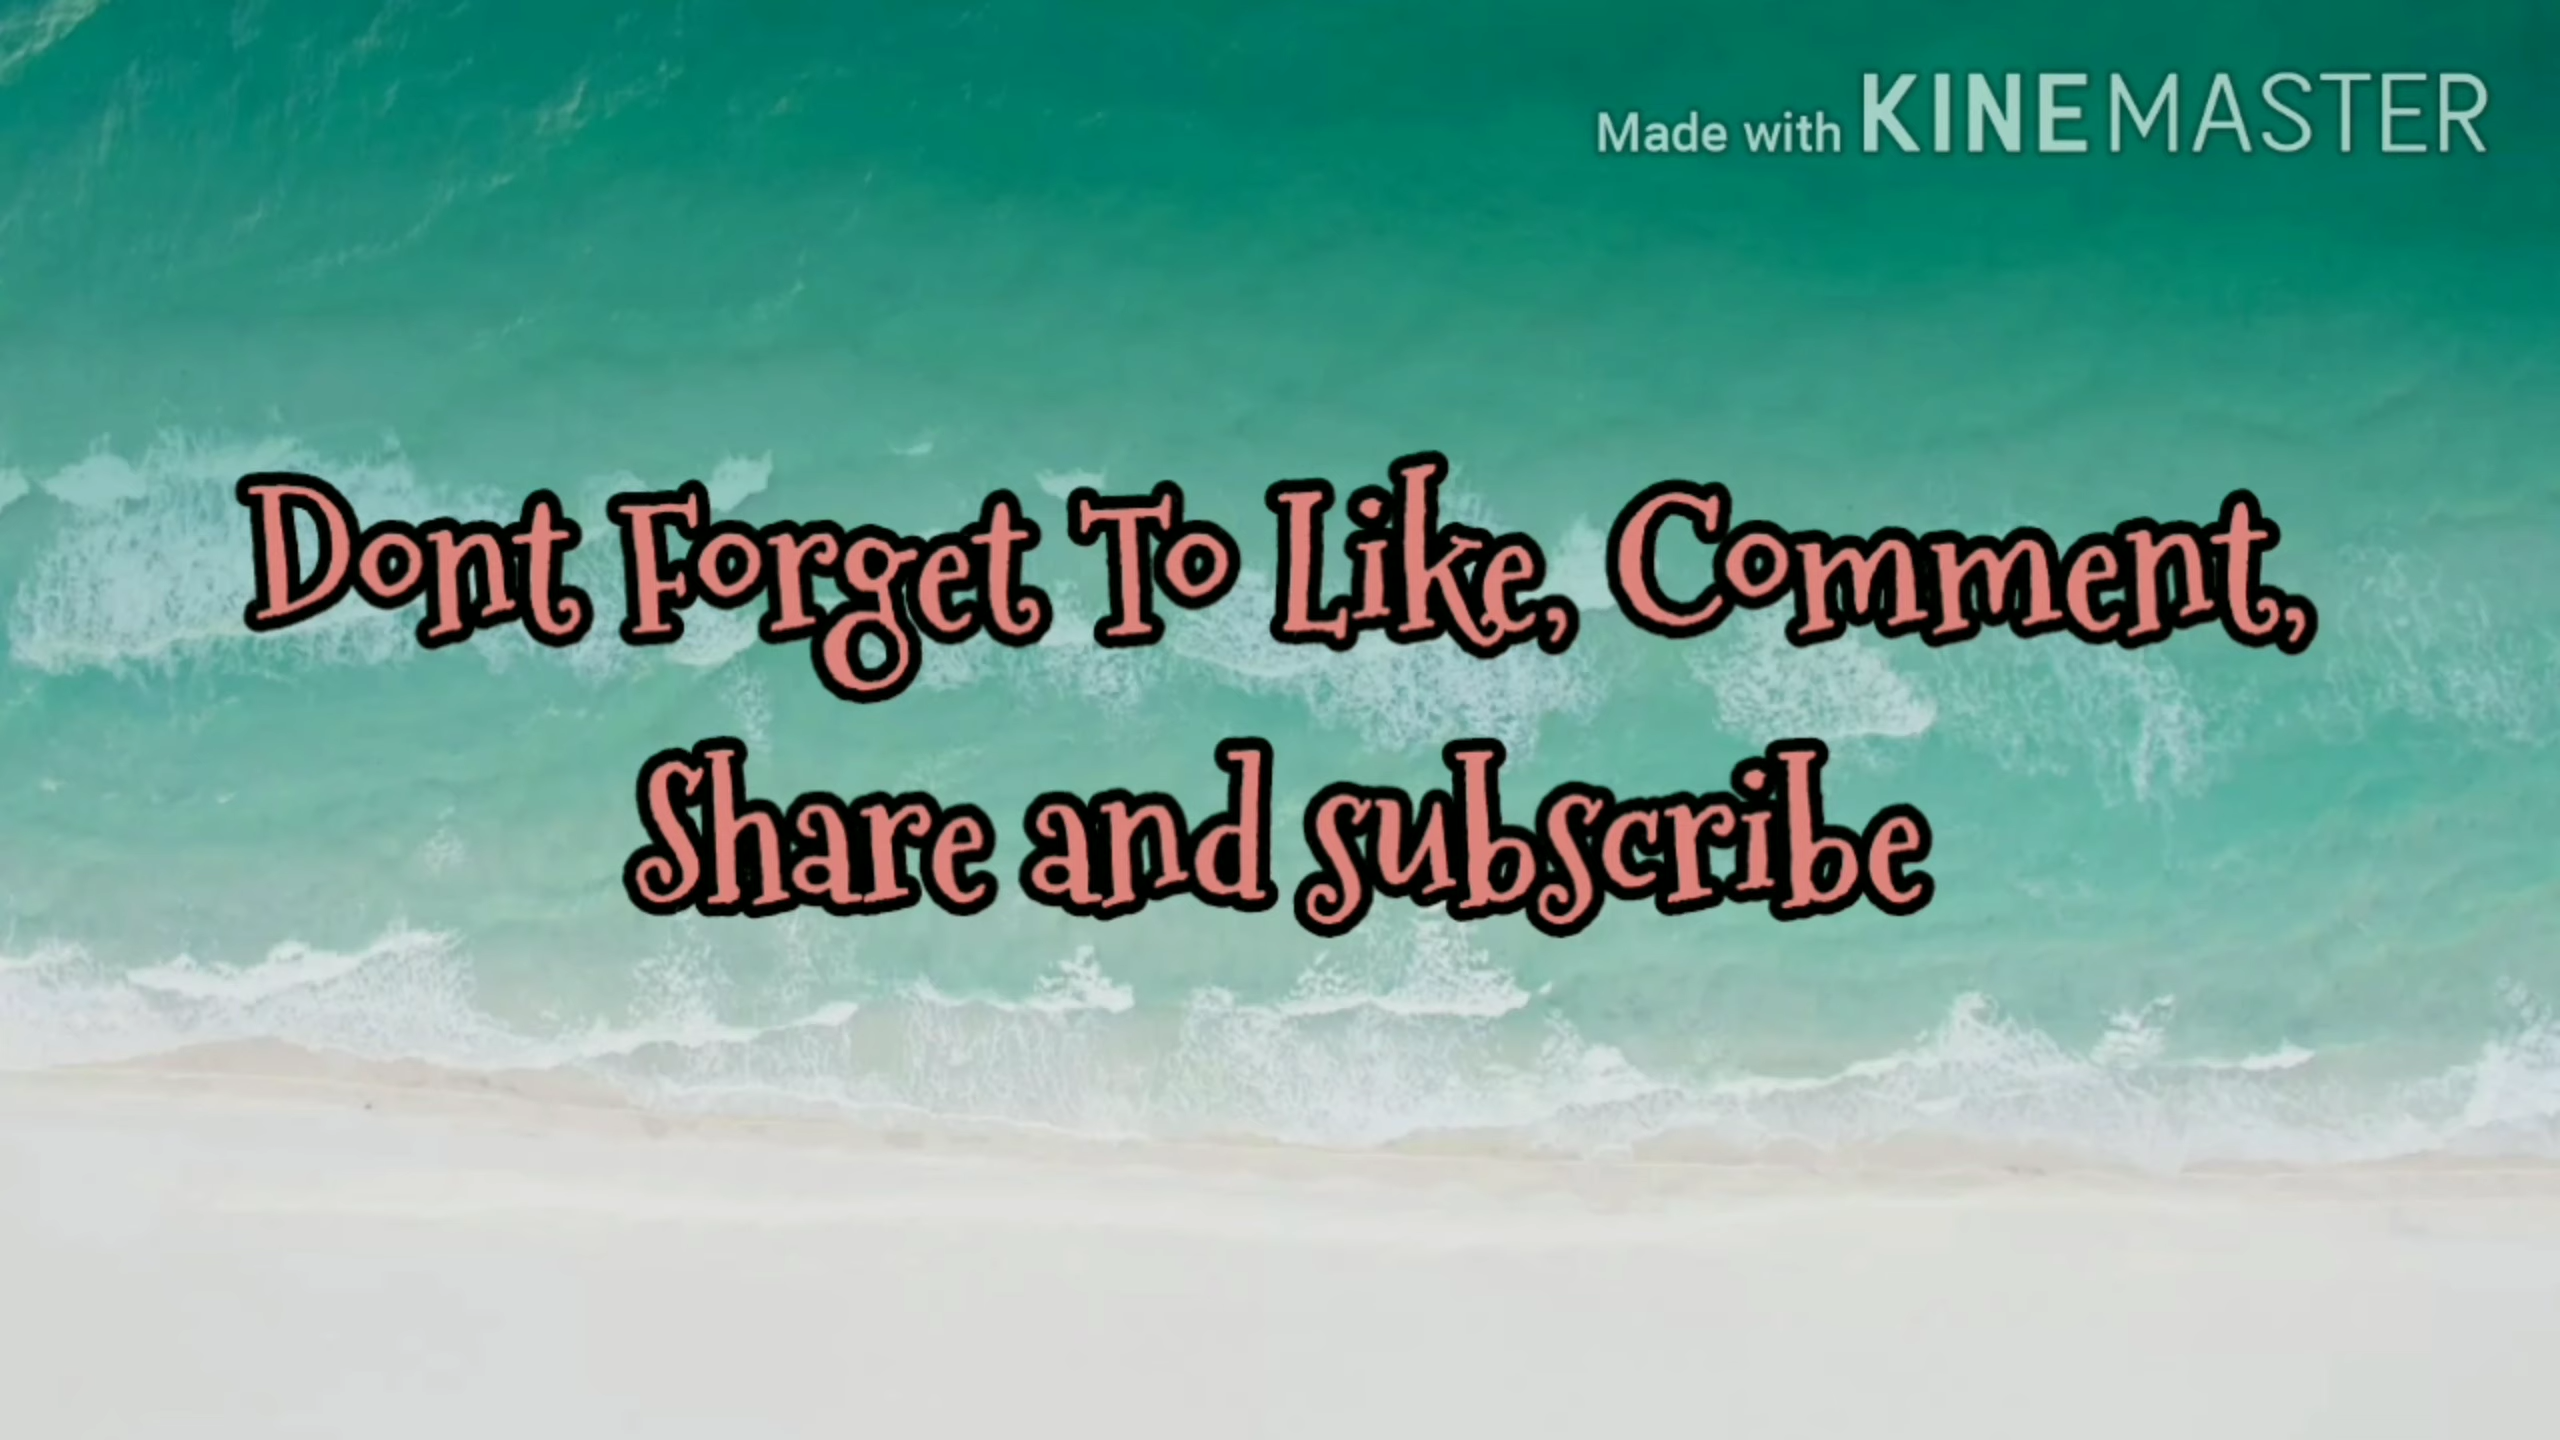 Made with KINEMASTER
Dont Forget To Like, Comment,
Share and subscribe